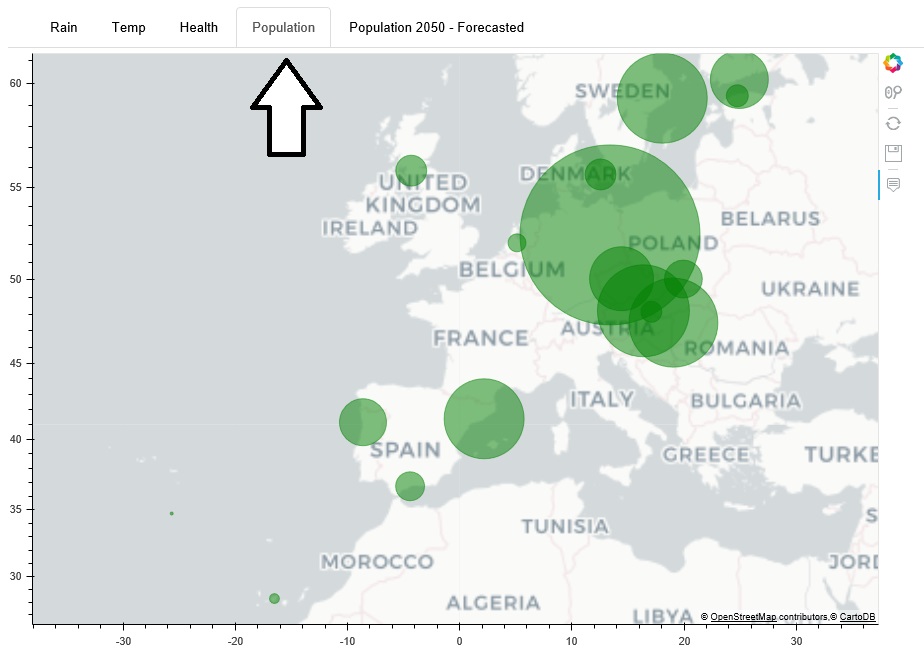 Rain Temp Health Population Population 2050 - Forecasted
60
SWEDEN
55
DENMARK
UNITED
KINGDOM
IRELAND
BELARUS
POLAND
50
BELGIUM
UKRAINE
45
FRANCE
AUSTRIA
ROMANIA
ITALY
BULGARIA
40
SPAIN
GREECE
TURKE
35
S
TUNISIA
30
MOROCCO
JORD
ALGERIA
LIBYA
© OpenStreetMap contributors,© CartoDB
-30 -20 -10 0 10 20 30